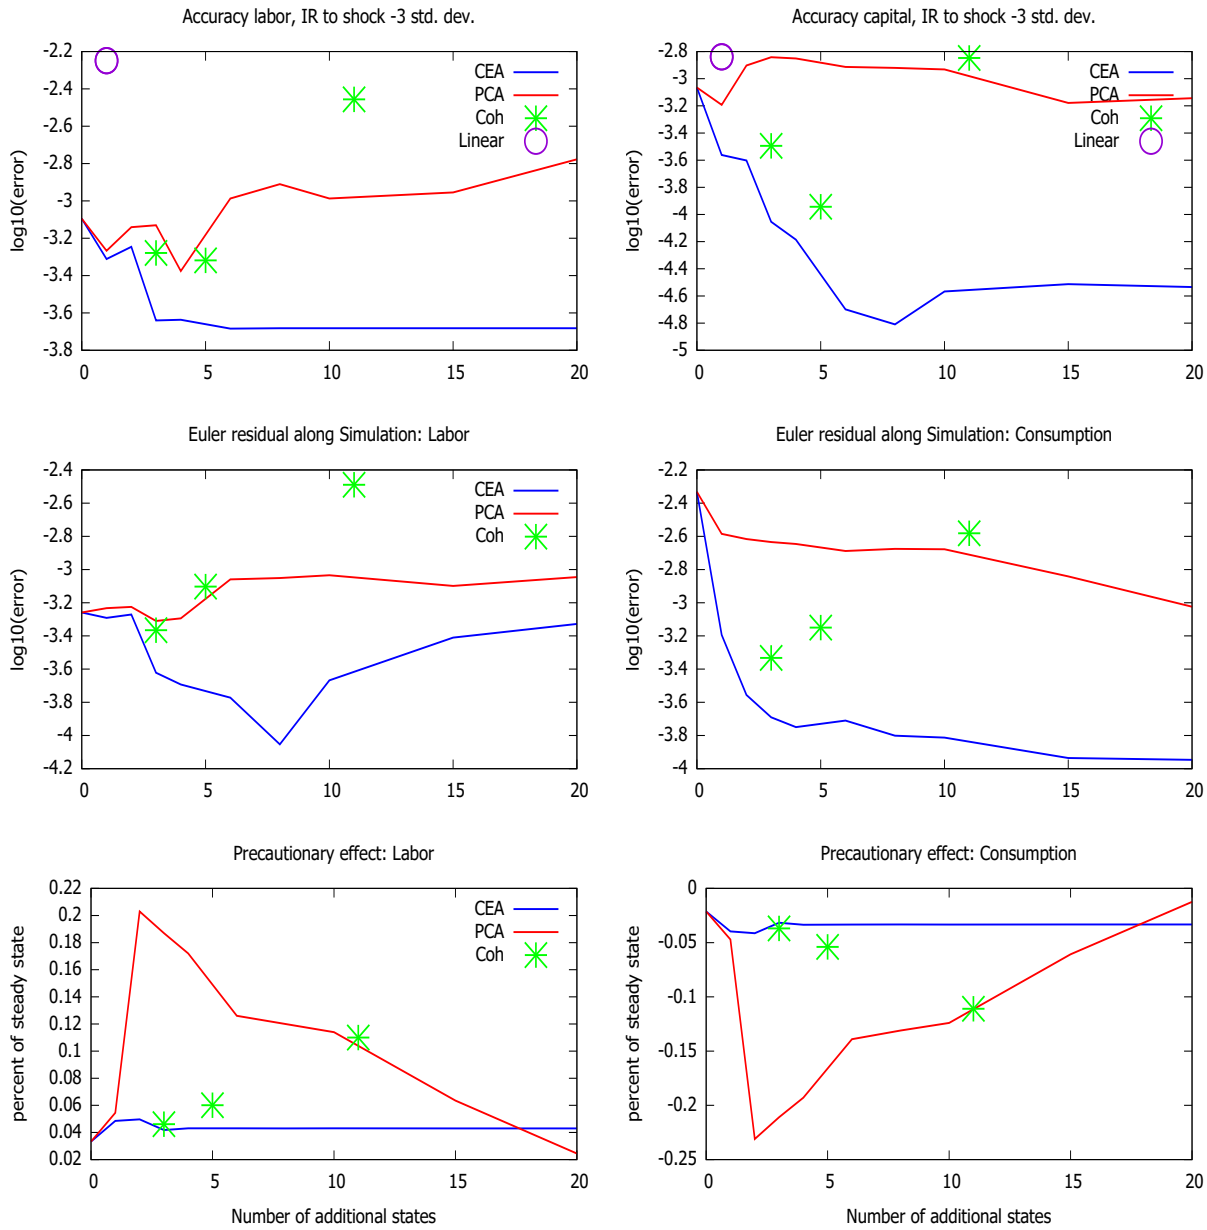 Accuracy labor, IR to shock -3 std. dev.
-2.2
-2.4
-2.6
-2.8
-3
-3.2
-3.4
-3.6
-3.8
log10(error)
CEA
PCA
Coh
Linear
0 5 10 15 20
Accuracy capital, IR to shock -3 std. dev.
-2.8
-3
-3.2
-3.4
-3.6
-3.8
-4
-4.2
-4.4
-4.6
-4.8
-5
log10(error)
CEA
PCA
Coh
Linear
0 5 10 15 20
Euler residual along Simulation: Labor
-2.4
-2.6
-2.8
-3
-3.2
-3.4
-3.6
-3.8
-4
-4.2
log10(error)
CEA
PCA
Coh
0 5 10 15 20
Euler residual along Simulation: Consumption
-2.2
-2.4
-2.6
-2.8
-3
-3.2
-3.4
-3.6
-3.8
-4
log10(error)
0 5 10 15 20
Precautionary effect: Labor
0.22
0.2
0.18
0.16
0.14
0.12
0.1
0.08
0.06
0.04
0.02
percent of steady state
CEA
PCA
Coh
0 5 10 15 20
Number of additional states
Precautionary effect: Consumption
0
-0.05
-0.1
-0.15
-0.2
-0.25
percent of steady state
0 5 10 15 20
Number of additional states